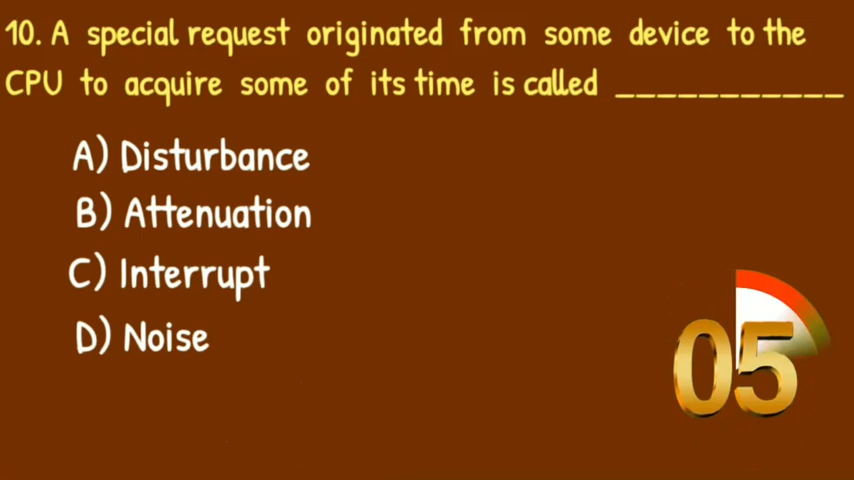 10. A special request originated from some device to the
CPU to acquire some of its time is called ___________
A) Disturbance
B) Attenuation
C) Interrupt
D) Noise
05